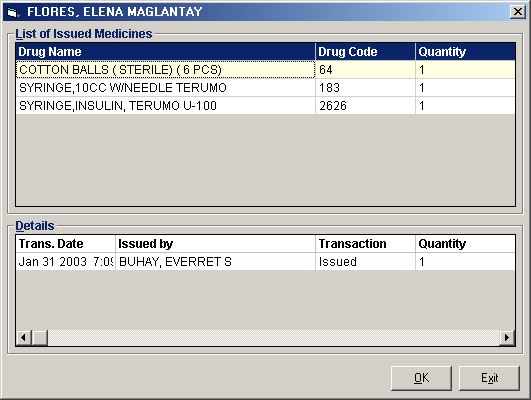 FLORES, ELENA MAGLANTAY
List of Issued Medicines
Drug Name Drug Code Quantity
COTTON BALLS ( STERILE) ( 6 PCS) 64 1
SYRINGE,10CC W/NEEDLE TERUMO 183 1
SYRINGE,INSULIN, TERUMO U-100 2626 1
Details
Trans. Date Issued by Transaction Quantity
Jan 31 2003 7:09 BUHAY, EVERRET S Issued 1
OK Exit